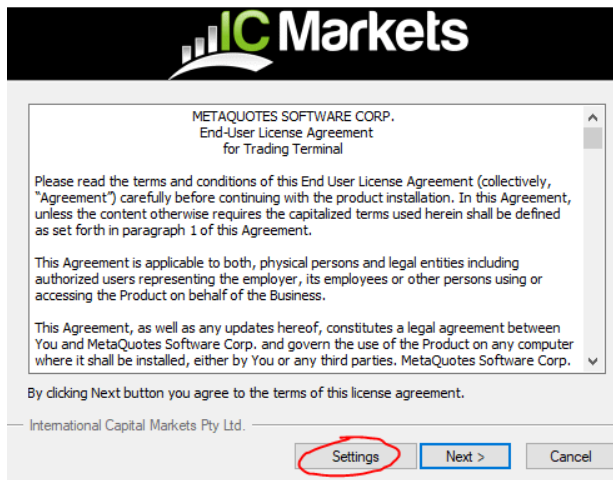 IC Markets
METAQUOTES SOFTWARE CORP.
End-User License Agreement
for Trading Terminal
Please read the terms and conditions of this End User License Agreement (collectively,
“Agreement”) carefully before continuing with the product installation. In this Agreement,
unless the content otherwise requires the capitalized terms used herein shall be defined
as set forth in paragraph 1 of this Agreement.
This Agreement is applicable to both, physical persons and legal entities including
authorized users representing the employer, its employees or other persons using or
accessing the Product on behalf of the Business.
This Agreement, as well as any updates hereof, constitutes a legal agreement between
You and MetaQuotes Software Corp. and govern the use of the Product on any computer
where it shall be installed, either by You or any third parties. MetaQuotes Software Corp.
By clicking Next button you agree to the terms of this license agreement.
International Capital Markets Pty Ltd.
Settings Next > Cancel